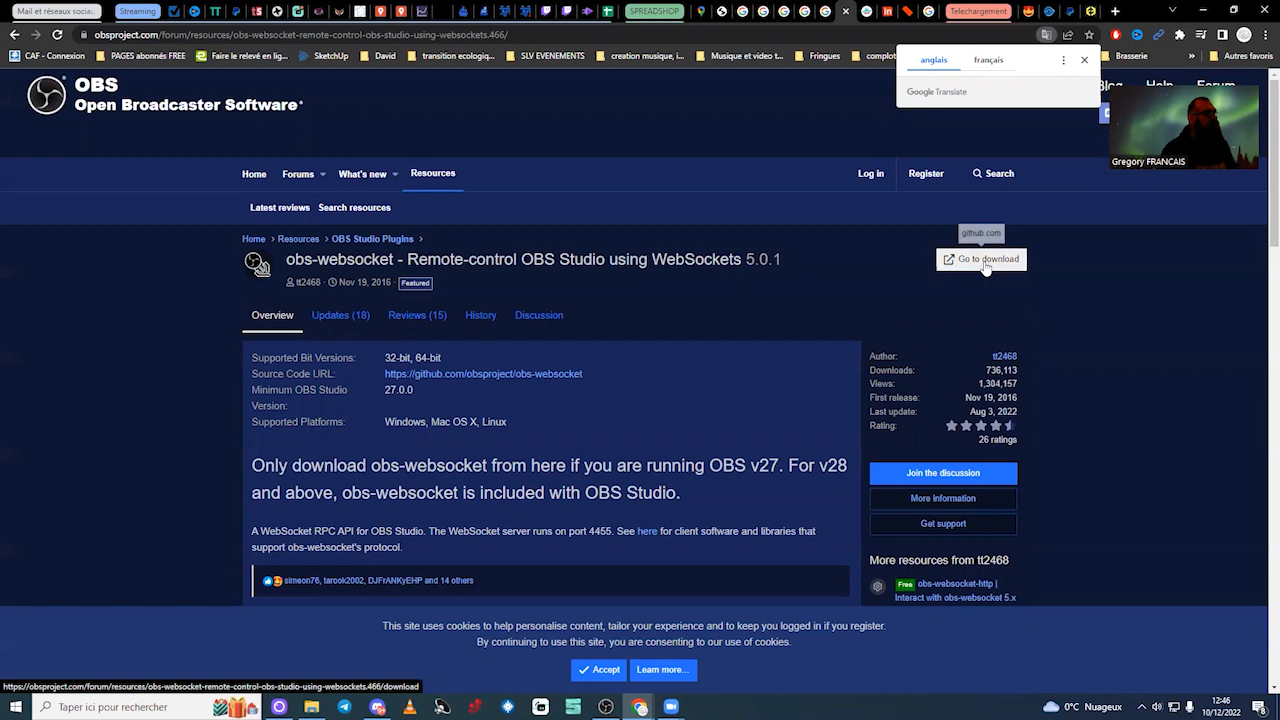 Mail et réseaux social
Streaming
SPREADSHOP
Telechargement
obsproject.com/forum/resources/obs-websocket-remote-control-obs-studio-using-websockets.466/
CAF - Connexion
PAGES abonnés FREE
SketchUp
Devant
transition énergi...
SUBTITLES
creation musique, l...
Musique et video t...
Fringues
complot
Brasserie
Autres favoris
anglais
français
Google Translate
OBS
Open Broadcaster Software
Forum
Gregory FRANCAIS
Home
Forums
What's new
Resources
Log in
Register
Search
Latest reviews
Search resources
github.com
Home
Resources
OBS Studio Plugins
Go to download
obs-websocket - Remote-control OBS Studio using WebSockets 5.0.1
tt2468 · Nov 19, 2016 · Featured
Overview
Updates (18)
Reviews (15)
History
Discussion
Supported Bit Versions: 32-bit, 64-bit
Source Code URL: https://github.com/obsproject/obs-websocket
Minimum OBS Studio 27.0.0
Version:
Supported Platforms: Windows, Mac OS X, Linux
Only download obs-websocket from here if you are running OBS v27. For v28
and above, obs-websocket is included with OBS Studio.
A WebSocket RPC API for OBS Studio. The WebSocket server runs on port 4455. See here for client software and libraries that
support obs-websocket's protocol.
simeon76, tarook2002, DJFrANKyEHP and 14 others
Author: tt2468
Downloads: 736,113
Views: 1,304,157
First release: Nov 19, 2016
Last update: Aug 3, 2022
Rating:
26 ratings
Join the discussion
More information
Get support
More resources from tt2468
Free obs-websocket-http |
Interact with obs-websocket 5.x
This site uses cookies to help personalise content, tailor your experience and to keep you logged in if you register.
By continuing to use this site, you are consenting to our use of cookies.
Accept
Learn more...
https://obsproject.com/forum/resources/obs-websocket-remote-control-obs-studio-using-websockets.466/download
Taper ici pour rechercher
0°C Nuageux
12:46
10/12/2022